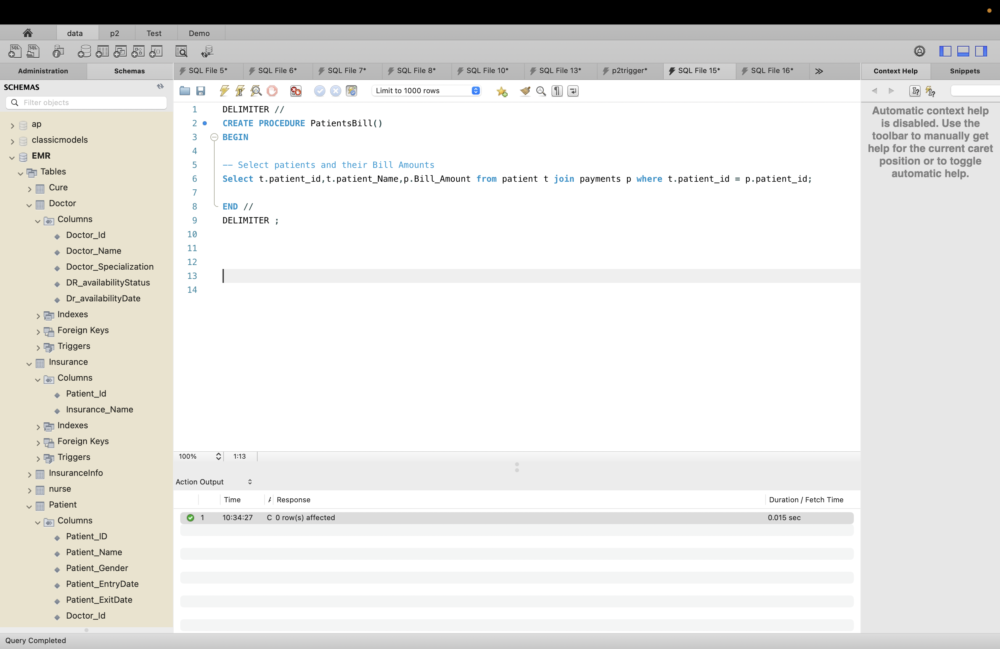 data
p2
Test
Demo
Administration
Schemas
SQL File 5*
SQL File 6*
SQL File 7*
SQL File 8*
SQL File 10*
SQL File 13*
p2trigger*
SQL File 15*
SQL File 16*
Context Help
Snippets
SCHEMAS
Filter objects
ap
classicmodels
EMR
Tables
Cure
Doctor
Columns
Doctor_Id
Doctor_Name
Doctor_Specialization
DR_availabilityStatus
Dr_availabilityDate
Indexes
Foreign Keys
Triggers
Insurance
Columns
Patient_Id
Insurance_Name
Indexes
Foreign Keys
Triggers
InsuranceInfo
nurse
Patient
Columns
Patient_ID
Patient_Name
Patient_Gender
Patient_EntryDate
Patient_ExitDate
Doctor_Id
Limit to 1000 rows
1 DELIMITER //
2 CREATE PROCEDURE PatientsBill()
3 BEGIN
4
5 -- Select patients and their Bill Amounts
6 Select t.patient_id,t.patient_Name,p.Bill_Amount from patient t join payments p where t.patient_id = p.patient_id;
7
8 END //
9 DELIMITER ;
10
11
12
13
14
100%
1:13
Action Output
Time
Response
Duration / Fetch Time
1 10:34:27 C 0 row(s) affected 0.015 sec
Automatic context help
is disabled. Use the
toolbar to manually get
help for the current caret
position or to toggle
automatic help.
Query Completed